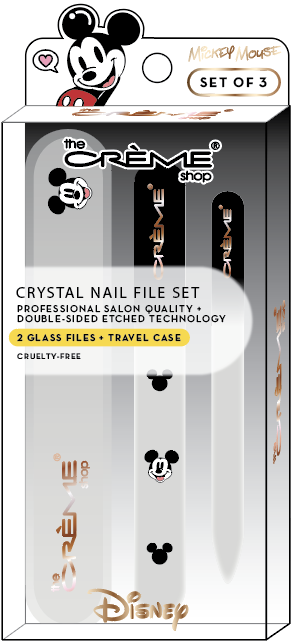 Mickey Mouse
SET OF 3
the
CRÈME®
shop
CRÈME®
CRÈME®
CRYSTAL NAIL FILE SET
PROFESSIONAL SALON QUALITY +
DOUBLE-SIDED ETCHED TECHNOLOGY
2 GLASS FILES + TRAVEL CASE
CRUELTY-FREE
the
CRÈME®
shop
CRÈME
Disney